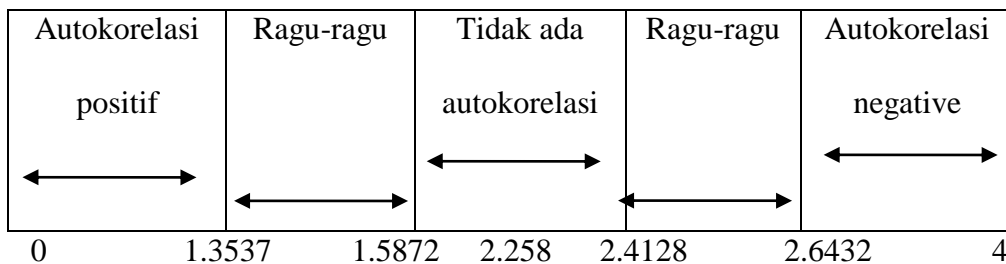 Autokorelasi Ragu-ragu Tidak ada Ragu-ragu Autokorelasi
positif autokorelasi negative
0 1.3537 1.5872 2.258 2.4128 2.6432 4